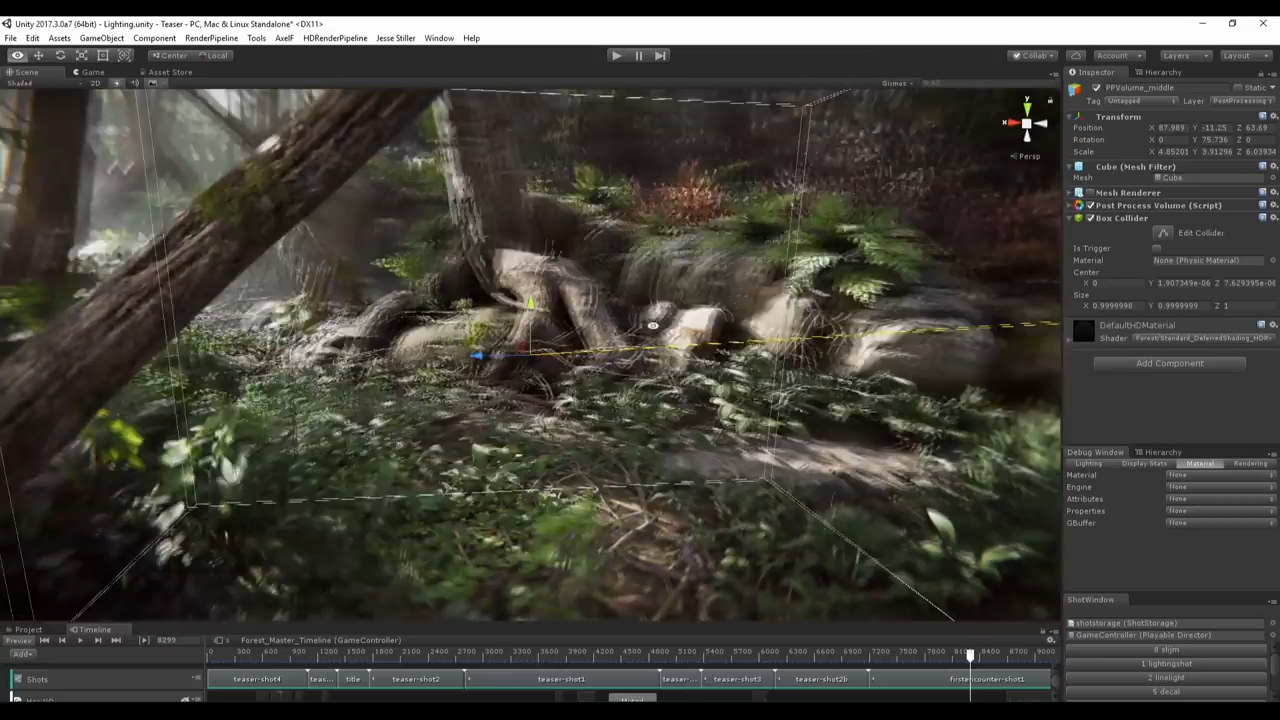 Unity 2017.3.0a7 (64bit) - Lighting.unity - Teaser - PC, Mac & Linux Standalone* <DX11>
File Edit Assets GameObject Component RenderPipeline Tools AxelF HDRenderPipeline Jesse Stiller Window Help
Center Local Collab Account Layers Layout
Scene Game Asset Store Inspector Hierarchy
Shaded 2D Gizmos
PPVolume_middle Static
Tag Untagged Layer PostProcessing
Transform
Position X 87.989 Y -11.25 Z 63.69
Rotation X 0 Y 75.736 Z 0
Scale X 4.85201 Y 3.91296 Z 6.03934
y
x
Persp
Cube (Mesh Filter)
Mesh Cube
Mesh Renderer
Post Process Volume (Script)
Box Collider
Edit Collider
Is Trigger
Material None (Physic Material)
Center
X 0 Y 1.907349e-06 Z 7.629395e-06
Size
X 0.9999998 Y 0.9999999 Z 1
DefaultHDMaterial
Shader Forest/Standard_DeferredShading_HDR
Add Component
Debug Window Hierarchy
Lighting Display Stats Material Rendering
Material None
Engine None
Attributes None
Properties None
GBuffer None
ShotWindow
shotstorage (ShotStorage)
GameController (Playable Director)
8 slijm
1 lightingshot
2 linelight
5 decal
Project Timeline
Preview 8299 Forest_Master_Timeline (GameController)
Add
0 300 600 900 1200 1500 1800 2100 2400 2700 3000 3300 3600 3900 4200 4500 4800 5100 5400 5700 6000 6300 6600 6900 7200 7500 7800 8400 8700 9000
Shots teaser-shot4 teas... title teaser-shot2 teaser-shot1 teaser-... teaser-shot3 teaser-shot2b firstencounter-shot1
Muted